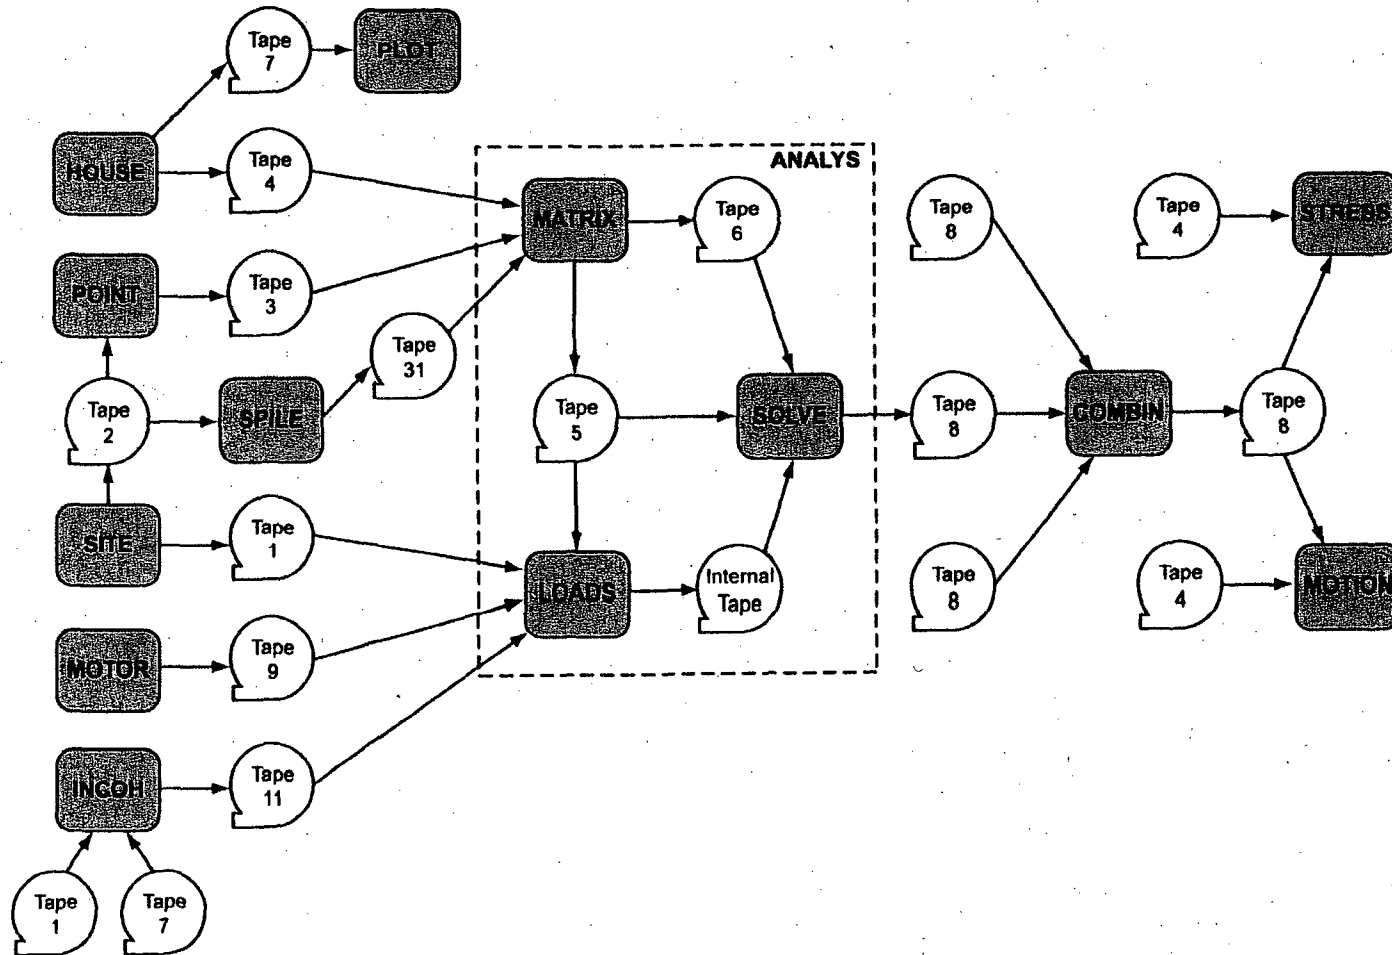 Tape
7
PLOT
HOUSE
Tape
4
ANALYS
MATRIX
Tape
6
Tape
8
Tape
4
STRESS
POINT
Tape
3
Tape
31
Tape
2
SPILE
Tape
5
SOLVE
Tape
8
COMBIN
Tape
8
SITE
Tape
1
LOADS
Internal
Tape
Tape
8
Tape
4
MOTION
MOTOR
Tape
9
INCOH
Tape
11
Tape
1
Tape
7